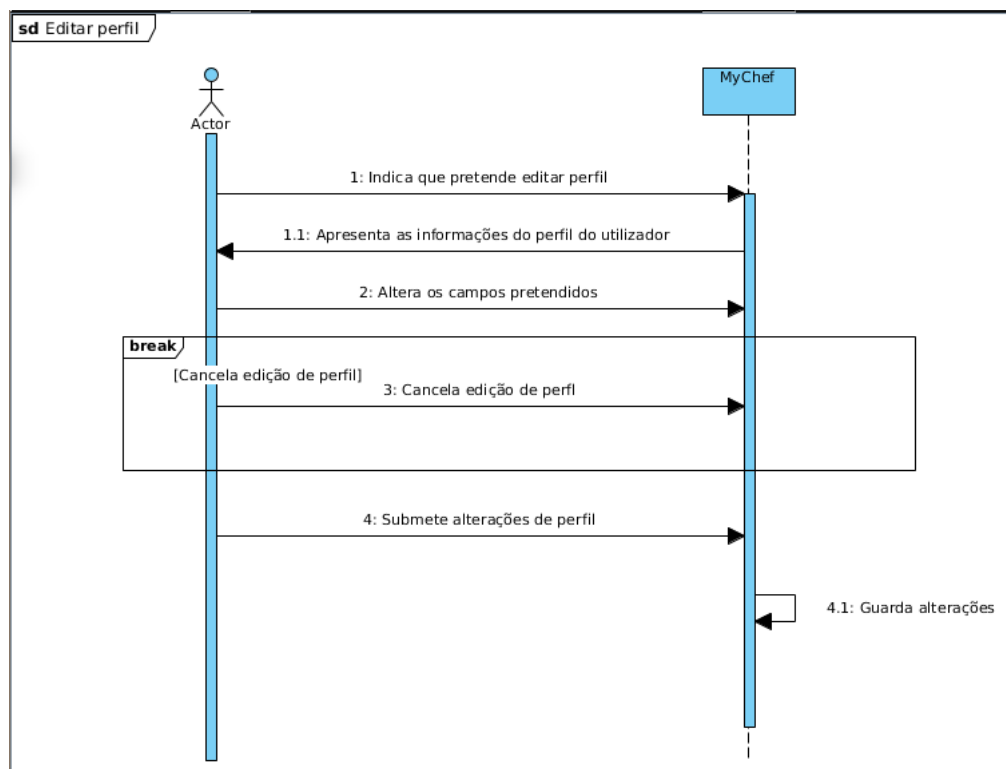 sd Editar perfil
Actor
MyChef
1: Indica que pretende editar perfil
1.1: Apresenta as informações do perfil do utilizador
2: Altera os campos pretendidos
break
[Cancela edição de perfil]
3: Cancela edição de perfl
4: Submete alterações de perfil
4.1: Guarda alterações